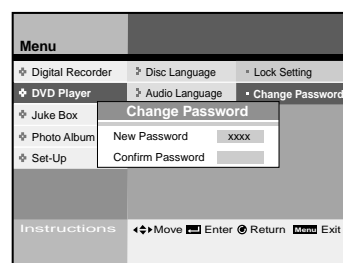 Menu
Digital Recorder
Disc Language
Lock Setting
DVD Player
Audio Language
Change Password
Juke Box
Change Password
Photo Album
New Password xxxx
Set-Up
Confirm Password
Instructions
Move Enter Return Menu Exit